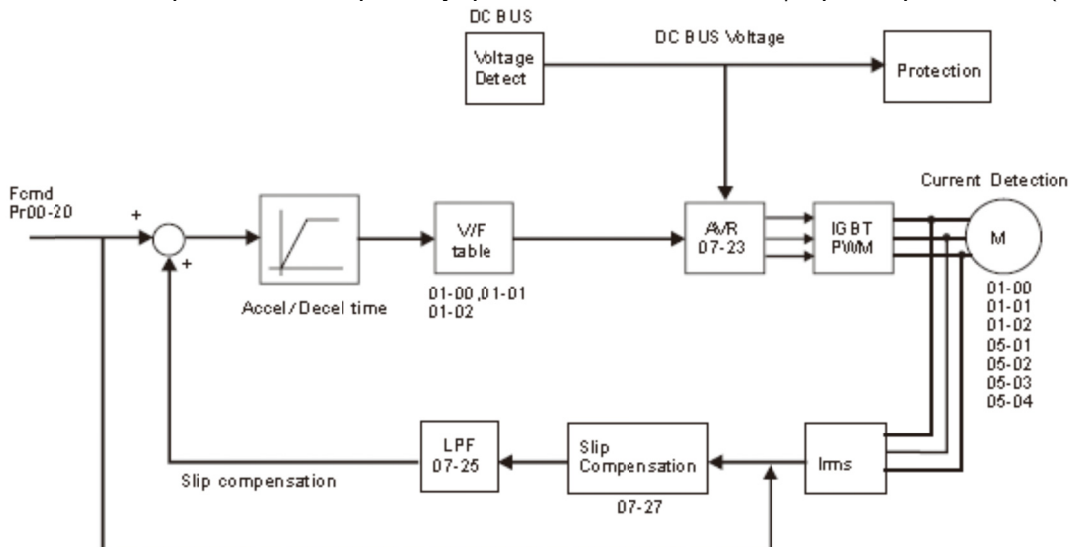 DC BUS
Voltage
Detect
DC BUS Voltage
Protection
Fcmd
Pr00-20
+
+
Accel/Decel time
V/F
table
01-00,01-01
01-02
AVR
07-23
IGBT
PWM
Current Detection
M
01-00
01-01
01-02
05-01
05-02
05-03
05-04
LPF
07-25
Slip
Compensation
07-27
Irms
Slip compensation